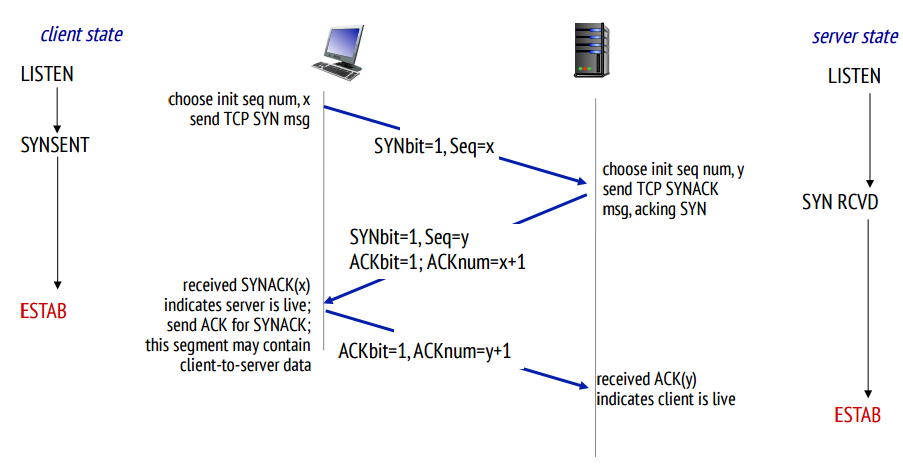 client state
server state
LISTEN
LISTEN
choose init seq num, x
send TCP SYN msg
SYNSENT
SYNbit=1, Seq=x
choose init seq num, y
send TCP SYNACK
msg, acking SYN
SYN RCVD
SYNbit=1, Seq=y
ACKbit=1; ACKnum=x+1
received SYNACK(x)
indicates server is live;
send ACK for SYNACK;
this segment may contain
client-to-server data
ESTAB
ACKbit=1, ACKnum=y+1
received ACK(y)
indicates client is live
ESTAB